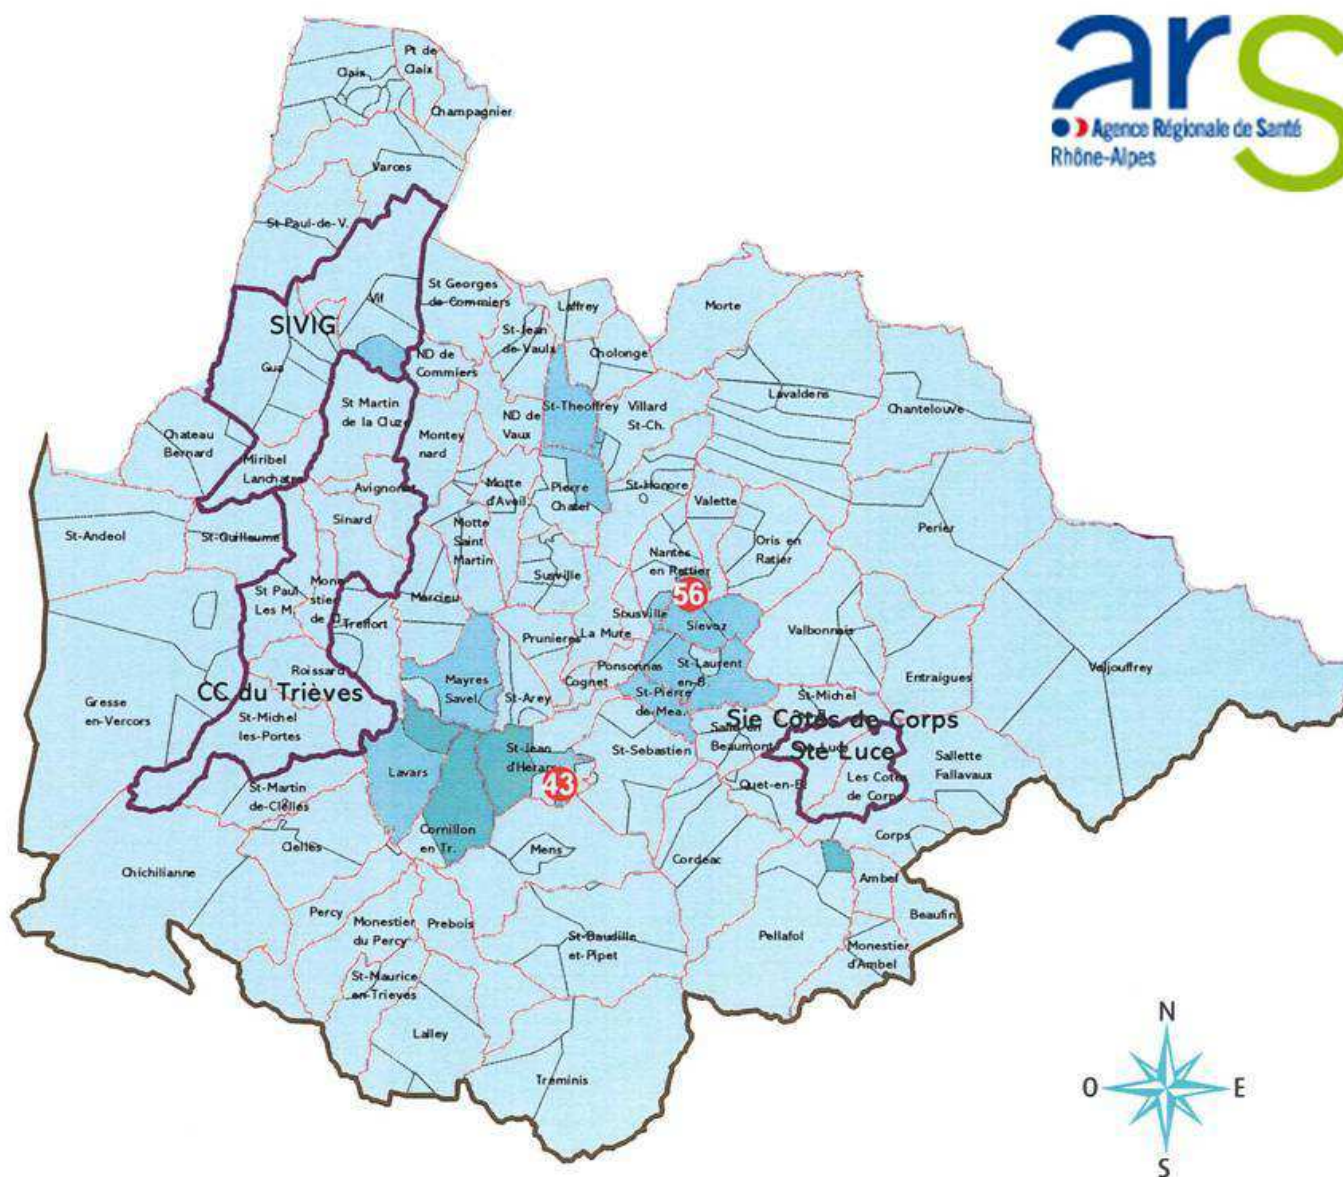 ars
Agence Régionale de Santé
Rhône-Alpes
Pt de
Claix
Claix
Champagnier
Varces
St Paul-de-V.
Vif
SIVIG
Gua
St Georges
de Commiers
Laffrey
Morte
St-Jean
de-Vaulx
Cholonge
ND de
Commiers
Lavaldens
St Martin
de la Cluze
St-Theoffrey
Villard
St-Ch.
Chantelouve
ND de
Vaux
Chateau
Bernard
Miribel
Lanchatre
Montey
nard
Avignonet
Motte
d'Aveil.
Pierre
Chatel
St-Honore
Valette
St-Andeol
St-Guillaume
Sinard
Motte
Saint
Martin
Perier
Oris en
Ratier
Nantes
en Rattier
Susville
56
St Paul
Les M.
Mone
stier
de
Marcieu
Treffort
Sousville
Sievoz
Prunieres
La Mure
Valbonnais
Roissard
Ponsonnas
St-Laurent
en-B.
Valjouffrey
Cognet
Entraigues
Mayres
Savel
St-Arey
St-Pierre
de-Mea.
St-Michel
CC du Trièves
Gresse
en-Vercors
St-Michel
les-Portes
Sie Côtes de Corps
Ste Luce
St-Sebastien
Beaumont
St-Jean
d'Herans
Sallette
Fallavaux
Lavars
43
Quet-en-B.
Les Cotes
de Corps
St-Martin
de-Clelles
Cornillon
en Tr.
Clelles
Mens
Corps
Cordeac
Chichilianne
Ambel
Percy
Monestier
du Percy
Prebois
Beaufin
St-Baudille
et-Pipet
Pellafol
Monestier
d'Ambel
St-Maurice
en-Trieves
Lalley
Treminis
N
O
E
S